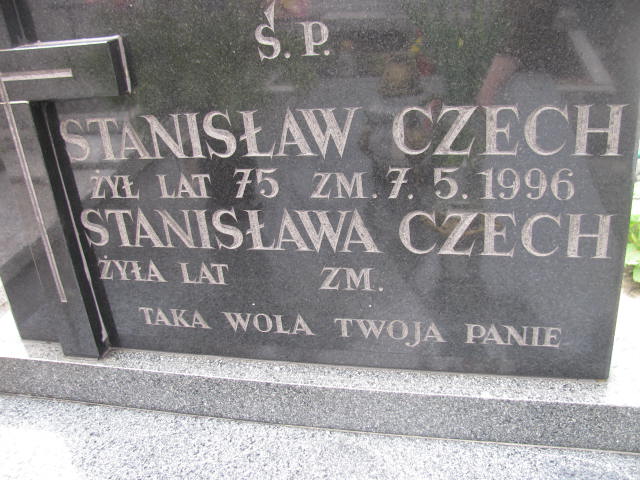 Ś.P.
STANISŁAW CZECH
ŻYŁ LAT 75 ZM. 7. 5. 1996
STANISŁAWA CZECH
ŻYŁA LAT ZM.
TAKA WOLA TWOJA PANIE